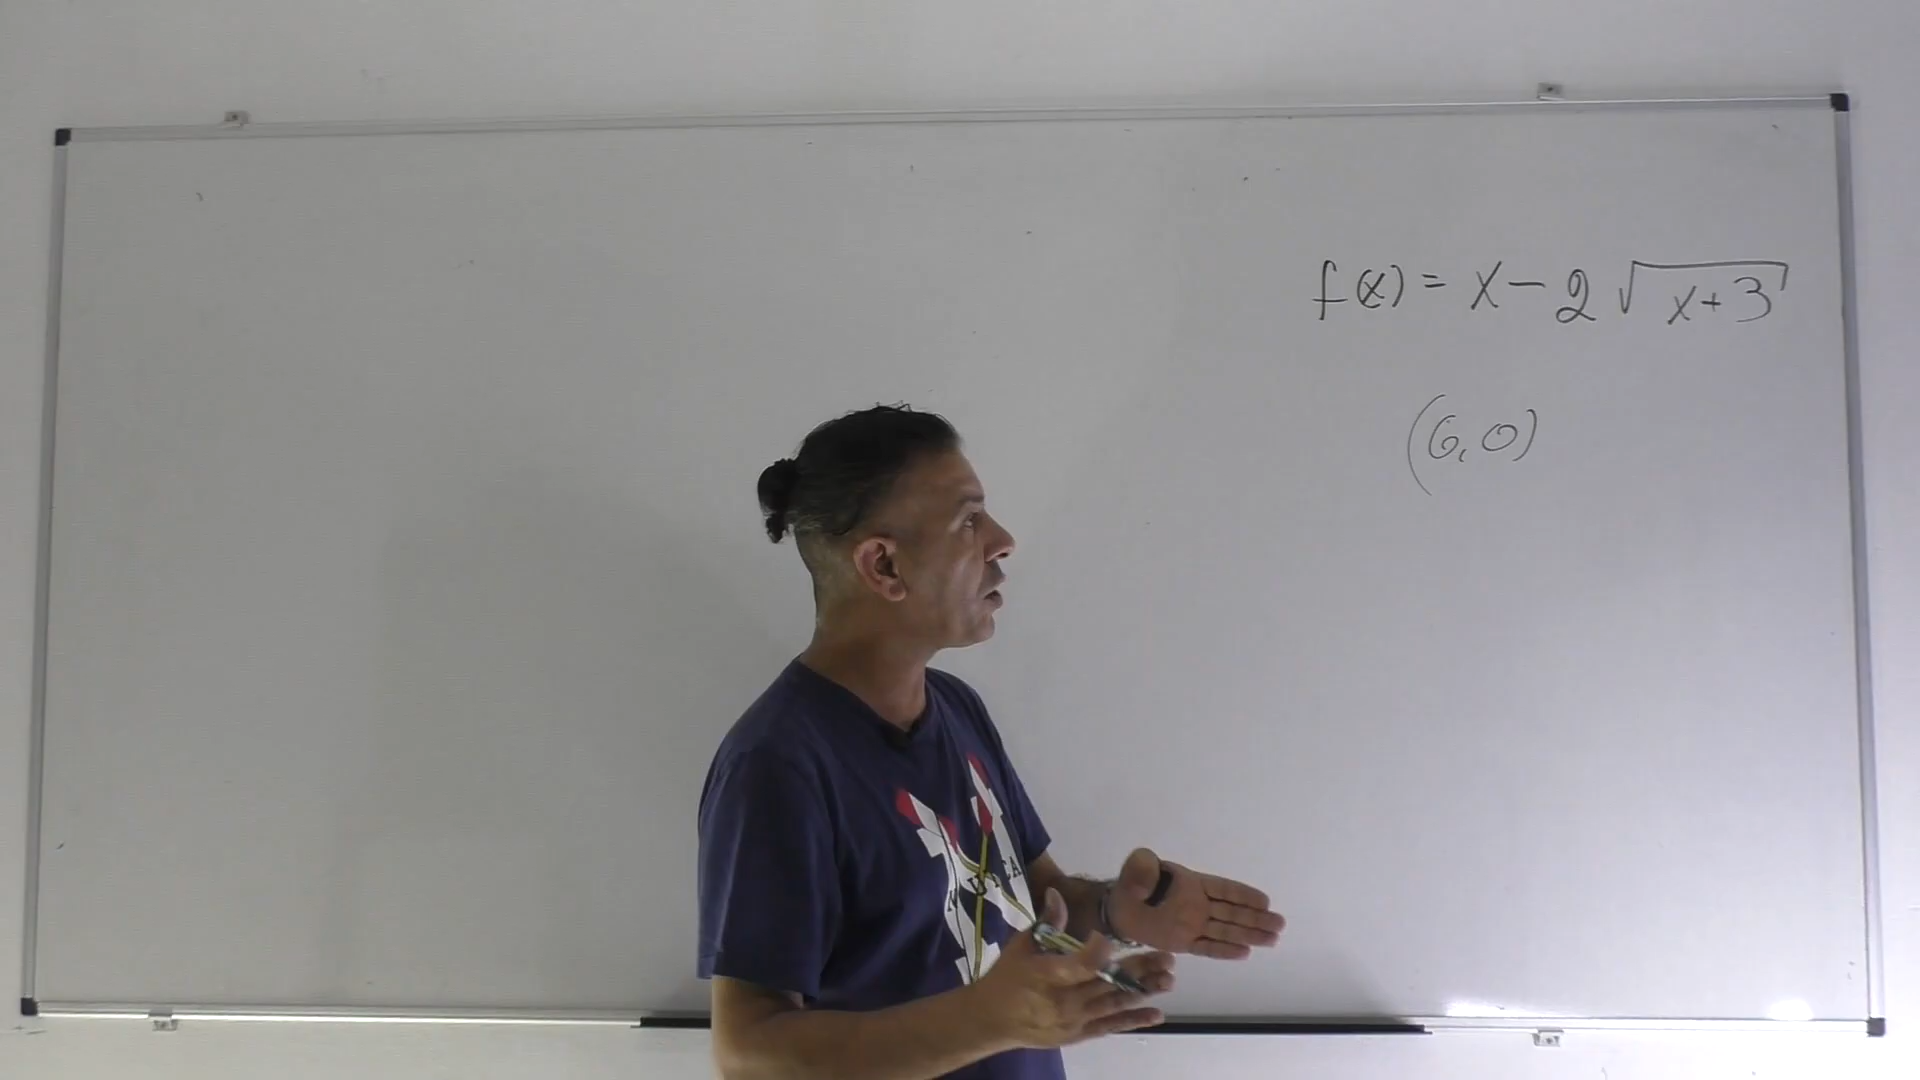 f(x) = x - 2 √(x+3)
(6, 0)